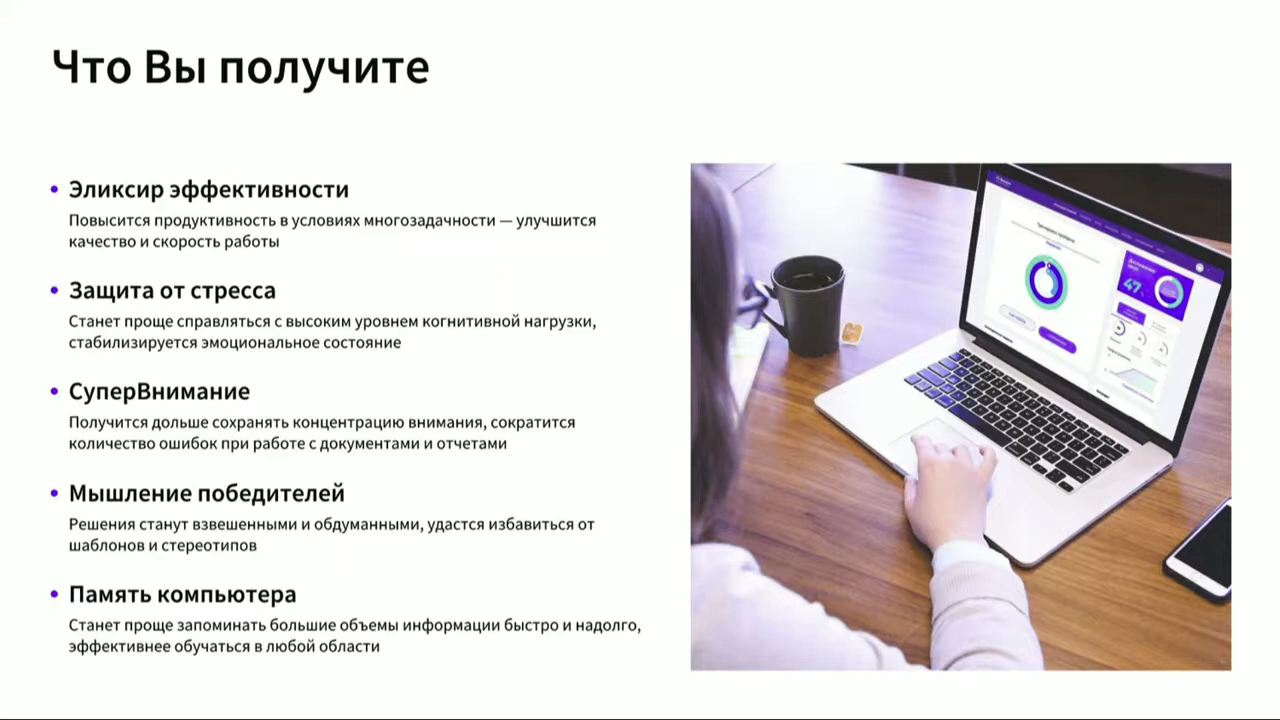 Что Вы получите
• Эликсир эффективности
Повысится продуктивность в условиях многозадачности — улучшится
качество и скорость работы
• Защита от стресса
Станет проще справляться с высоким уровнем когнитивной нагрузки,
стабилизируется эмоциональное состояние
• СуперВнимание
Получится дольше сохранять концентрацию внимания, сократится
количество ошибок при работе с документами и отчетами
• Мышление победителей
Решения станут взвешенными и обдуманными, удастся избавиться от
шаблонов и стереотипов
• Память компьютера
Станет проще запоминать большие объемы информации быстро и надолго,
эффективнее обучаться в любой области
47